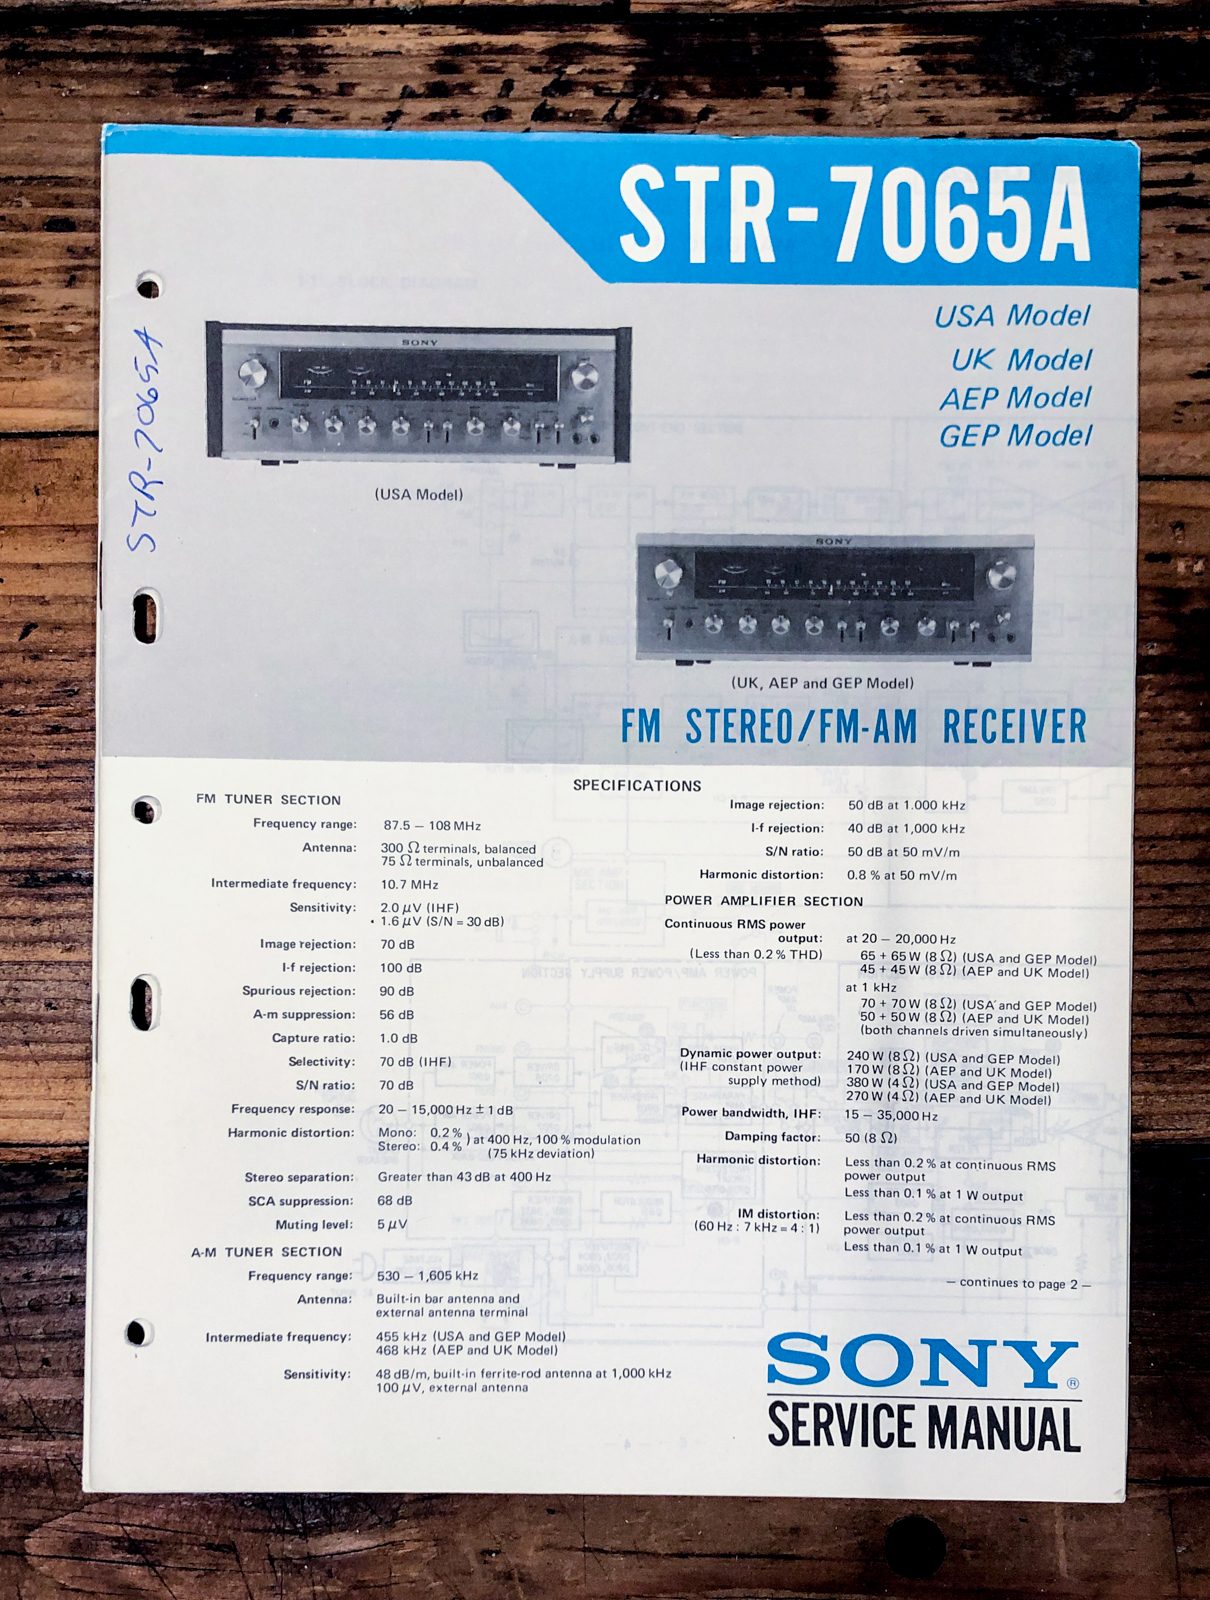 STR-7065A
USA Model
UK Model
AEP Model
GEP Model
STR-7065A
SONY
(USA Model)
SONY
(UK, AEP and GEP Model)
FM STEREO/FM-AM RECEIVER
SPECIFICATIONS
FM TUNER SECTION
Frequency range: 87.5 – 108 MHz
Antenna: 300 Ω terminals, balanced
75 Ω terminals, unbalanced
Intermediate frequency: 10.7 MHz
Sensitivity: 2.0 µV (IHF)
1.6 µV (S/N = 30 dB)
Image rejection: 70 dB
I-f rejection: 100 dB
Spurious rejection: 90 dB
A-m suppression: 56 dB
Capture ratio: 1.0 dB
Selectivity: 70 dB (IHF)
S/N ratio: 70 dB
Frequency response: 20 – 15,000 Hz ± 1 dB
Harmonic distortion: Mono: 0.2 %
Stereo: 0.4 % ) at 400 Hz, 100 % modulation
(75 kHz deviation)
Stereo separation: Greater than 43 dB at 400 Hz
SCA suppression: 68 dB
Muting level: 5 µV
A-M TUNER SECTION
Frequency range: 530 – 1,605 kHz
Antenna: Built-in bar antenna and
external antenna terminal
Intermediate frequency: 455 kHz (USA and GEP Model)
468 kHz (AEP and UK Model)
Sensitivity: 48 dB/m, built-in ferrite-rod antenna at 1,000 kHz
100 µV, external antenna
Image rejection: 50 dB at 1.000 kHz
I-f rejection: 40 dB at 1,000 kHz
S/N ratio: 50 dB at 50 mV/m
Harmonic distortion: 0.8 % at 50 mV/m
POWER AMPLIFIER SECTION
Continuous RMS power
output: at 20 – 20,000 Hz
(Less than 0.2 % THD) 65 + 65 W (8 Ω) (USA and GEP Model)
45 + 45 W (8 Ω) (AEP and UK Model)
at 1 kHz
70 + 70 W (8 Ω) (USA and GEP Model)
50 + 50 W (8 Ω) (AEP and UK Model)
(both channels driven simultaneously)
Dynamic power output: 240 W (8 Ω) (USA and GEP Model)
(IHF constant power 170 W (8 Ω) (AEP and UK Model)
supply method) 380 W (4 Ω) (USA and GEP Model)
270 W (4 Ω) (AEP and UK Model)
Power bandwidth, IHF: 15 – 35,000 Hz
Damping factor: 50 (8 Ω)
Harmonic distortion: Less than 0.2 % at continuous RMS
power output
Less than 0.1 % at 1 W output
IM distortion: Less than 0.2 % at continuous RMS
(60 Hz : 7 kHz = 4 : 1) power output
Less than 0.1 % at 1 W output
– continues to page 2 –
SONY®
SERVICE MANUAL